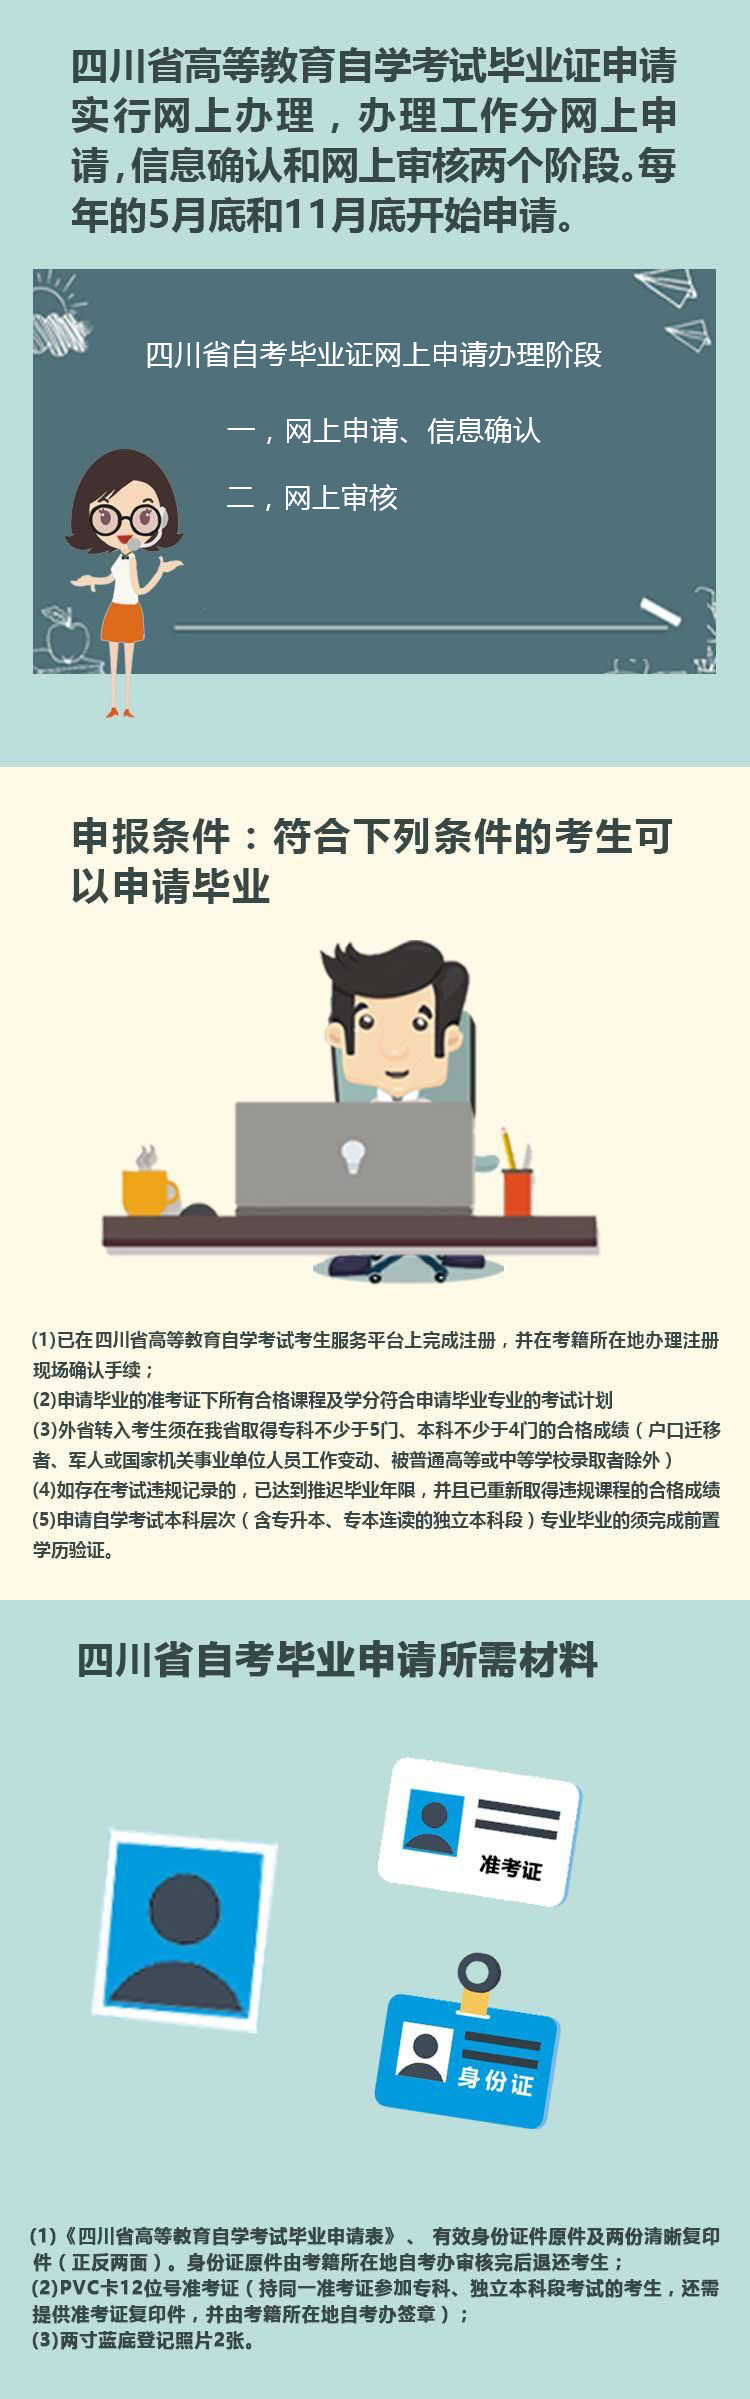 四川省高等教育自学考试毕业证申请
实行网上办理，办理工作分网上申
请，信息确认和网上审核两个阶段。每
年的5月底和11月底开始申请。
四川省自考毕业证网上申请办理阶段
一，网上申请、信息确认
二，网上审核
申报条件：符合下列条件的考生可
以申请毕业
(1)已在四川省高等教育自学考试考生服务平台上完成注册，并在考籍所在地办理注册
现场确认手续；
(2)申请毕业的准考证下所有合格课程及学分符合申请毕业专业的考试计划
(3)外省转入考生须在我省取得专科不少于5门、本科不少于4门的合格成绩（户口迁移
者、军人或国家机关事业单位人员工作变动、被普通高等或中等学校录取者除外）
(4)如存在考试违规记录的，已达到推迟毕业年限，并且已重新取得违规课程的合格成绩
(5)申请自学考试本科层次（含专升本、专本连读的独立本科段）专业毕业的须完成前置
学历验证。
四川省自考毕业申请所需材料
准考证
身份证
(1)《四川省高等教育自学考试毕业申请表》、 有效身份证件原件及两份清晰复印
件（正反两面）。身份证原件由考籍所在地自考办审核完后退还考生；
(2)PVC卡12位号准考证（持同一准考证参加专科、独立本科段考试的考生，还需
提供准考证复印件，并由考籍所在地自考办签章）；
(3)两寸蓝底登记照片2张。